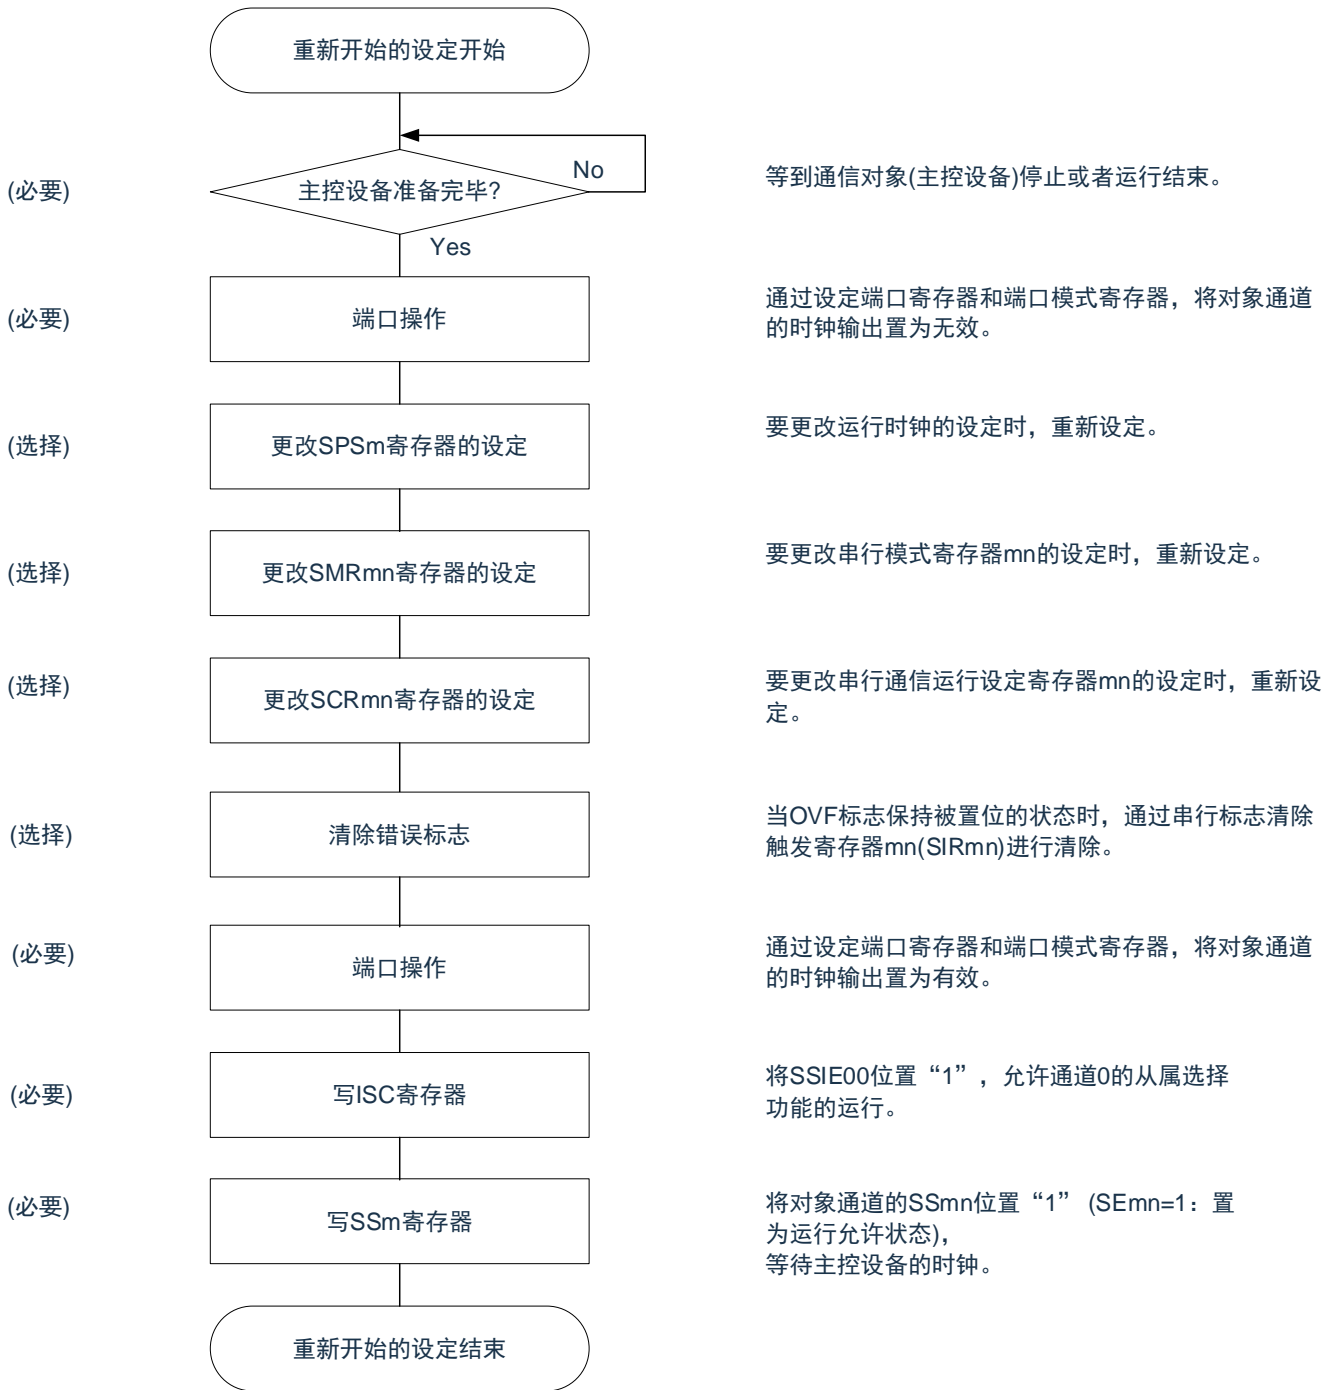 重新开始的设定开始
No
(必要)
主控设备准备完毕?
等到通信对象(主控设备)停止或者运行结束。
Yes
(必要)
端口操作
通过设定端口寄存器和端口模式寄存器，将对象通道
的时钟输出置为无效。
(选择)
更改SPSm寄存器的设定
要更改运行时钟的设定时，重新设定。
(选择)
更改SMRmn寄存器的设定
要更改串行模式寄存器mn的设定时，重新设定。
(选择)
更改SCRmn寄存器的设定
要更改串行通信运行设定寄存器mn的设定时，重新设
定。
(选择)
清除错误标志
当OVF标志保持被置位的状态时，通过串行标志清除
触发寄存器mn(SIRmn)进行清除。
(必要)
端口操作
通过设定端口寄存器和端口模式寄存器，将对象通道
的时钟输出置为有效。
(必要)
写ISC寄存器
将SSIE00位置“1”，允许通道0的从属选择
功能的运行。
(必要)
写SSm寄存器
将对象通道的SSmn位置“1” (SEmn=1：置
为运行允许状态)，
等待主控设备的时钟。
重新开始的设定结束